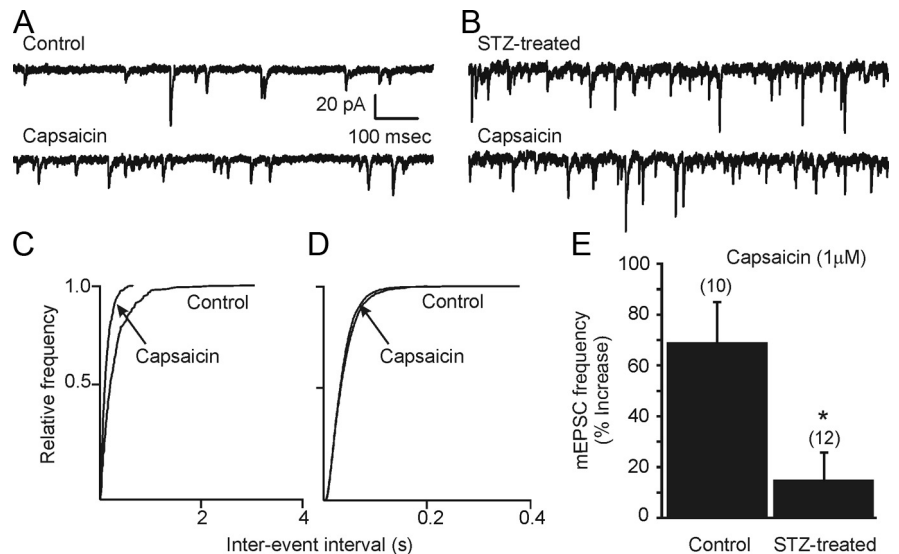 A
Control
20 pA
100 msec
Capsaicin
B
STZ-treated
Capsaicin
C
Relative frequency
1.0
0.5
Control
Capsaicin
2
4
D
Control
Capsaicin
0.2
0.4
Inter-event interval (s)
E
Capsaicin (1µM)
mEPSC frequency
(% Increase)
100
80
60
40
20
0
(10)
*
(12)
Control
STZ-treated